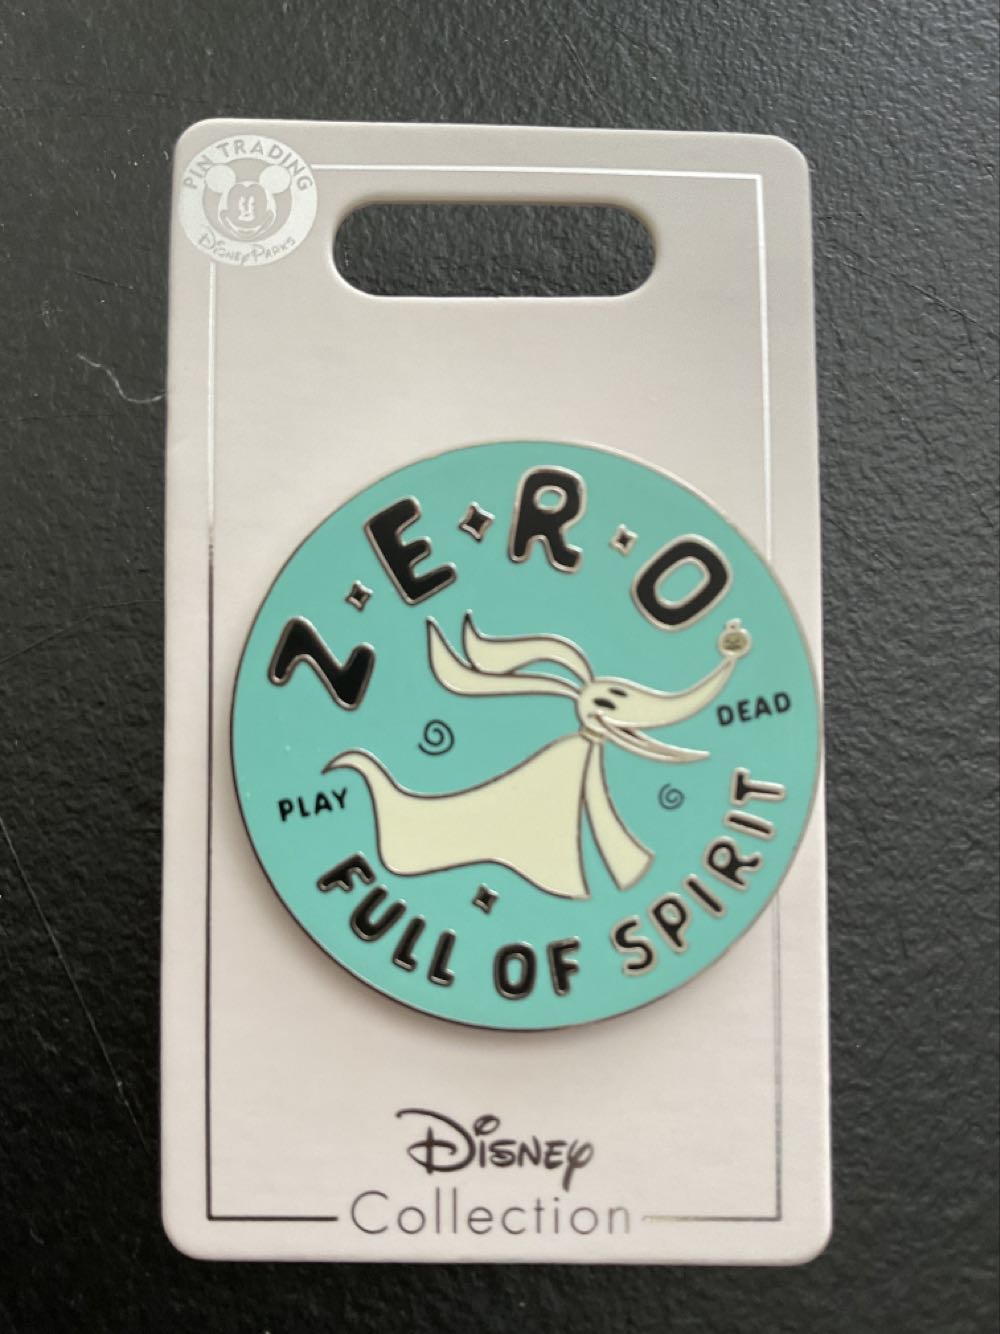 PIN TRADING
Disney Parks
Z·E·R·O
DEAD
PLAY
FULL OF SPIRIT
Disney
Collection